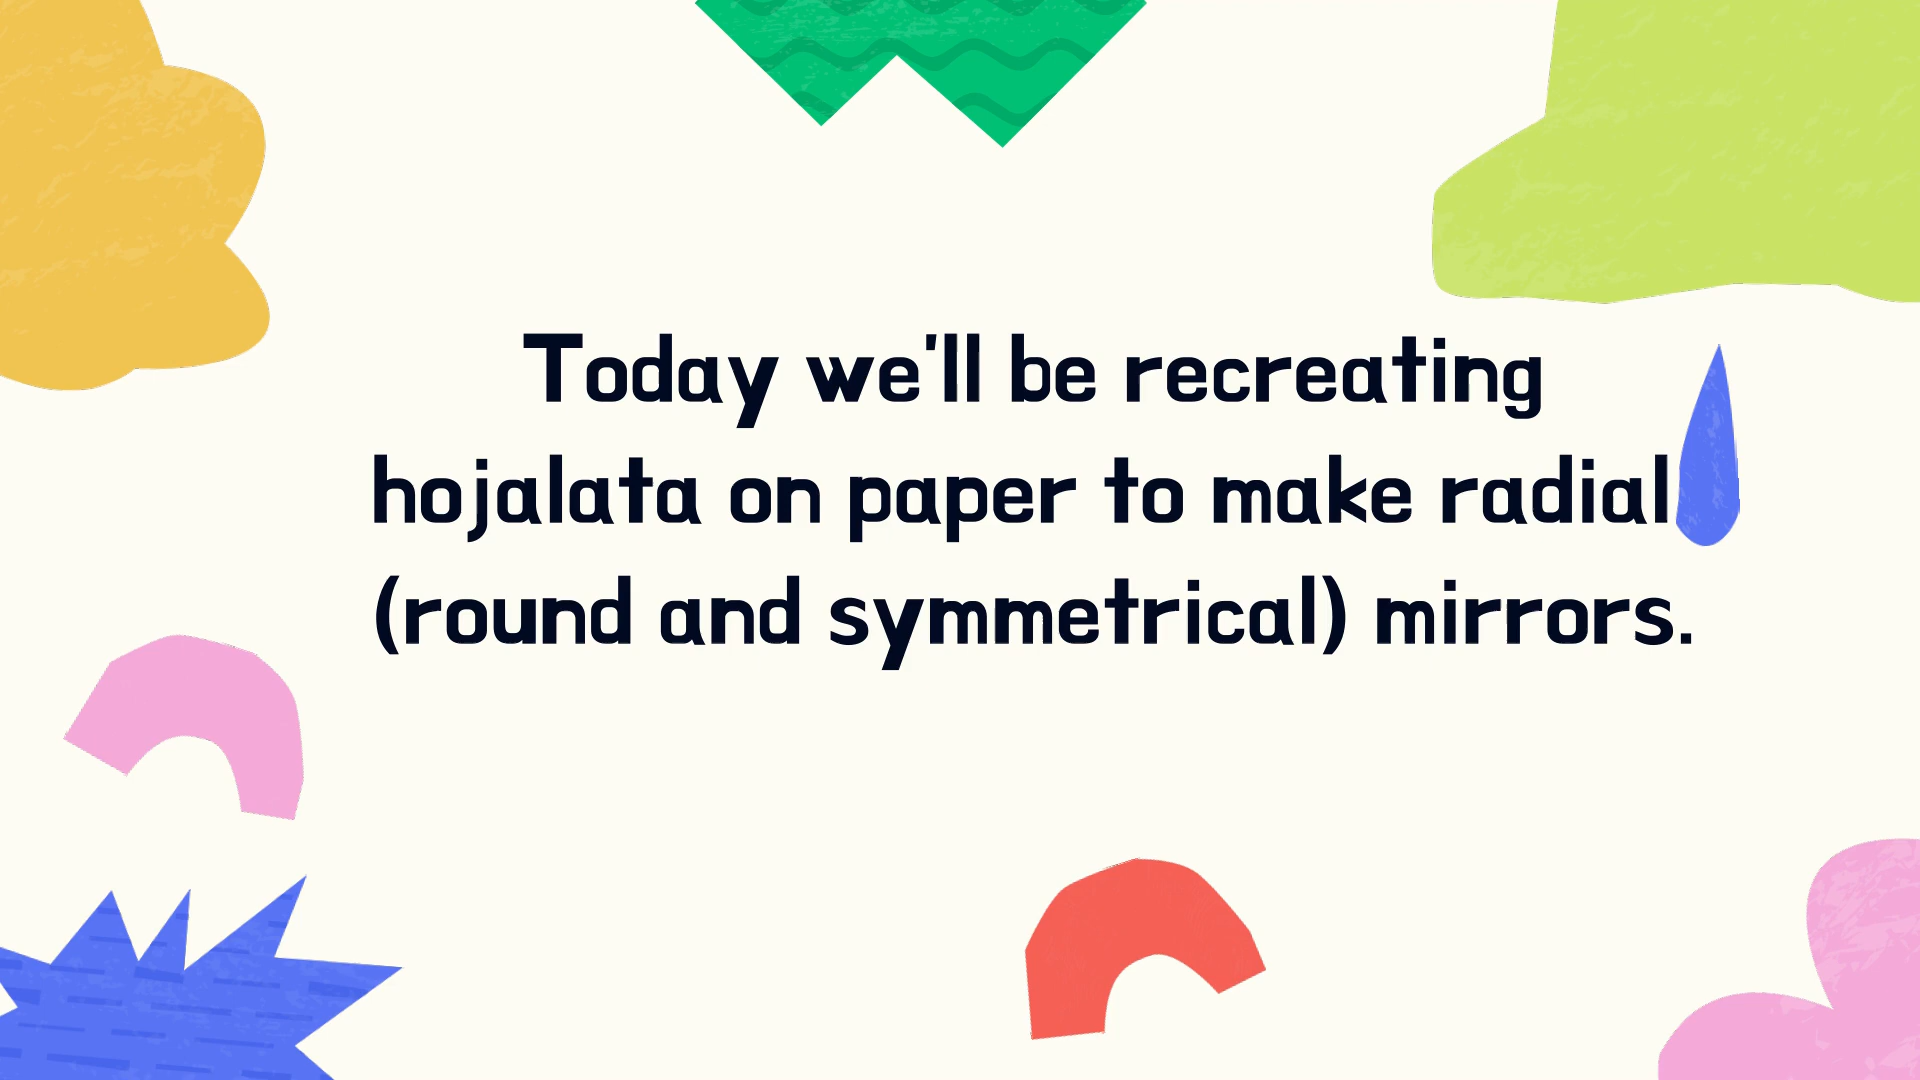 Today we'll be recreating
hojalata on paper to make radial
(round and symmetrical) mirrors.